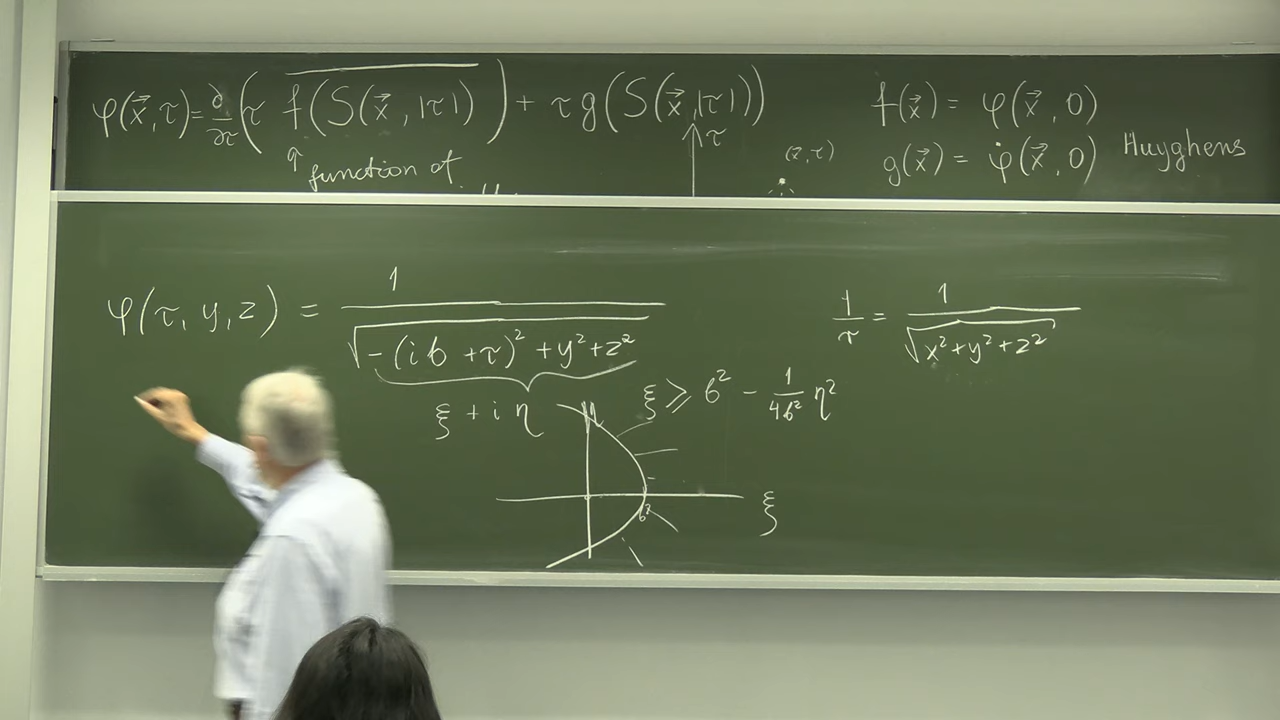 φ(x⃗,τ) = ∂/∂τ (τ f(S(x⃗,|τ|)) + τ g(S(x⃗,|τ|)) f(x⃗) = φ(x⃗,0)
g(x⃗) = φ̇(x⃗,0) Huyghens
↑ function of
τ
(x⃗,τ)
φ(τ,y,z) = 1/√(-(ib+τ)²+y²+z²) 1/r = 1/√(x²+y²+z²)
ξ+iη ξ ⩾ b² - 1/4b² η²
b²
ξ